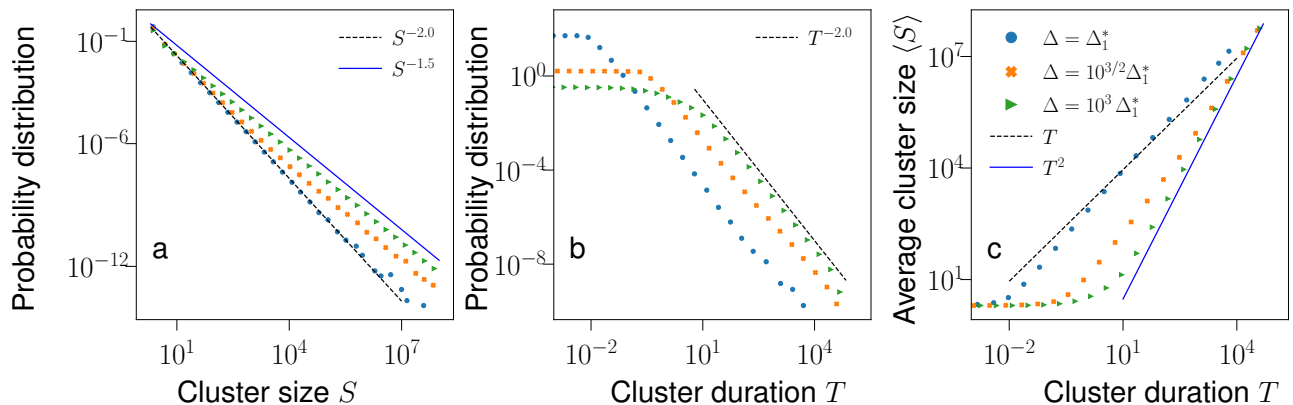 Probability distribution
10^{-1}
10^{-6}
10^{-12}
S^{-2.0}
S^{-1.5}
a
10^1
10^4
10^7
Cluster size S
Probability distribution
10^0
10^{-4}
10^{-8}
T^{-2.0}
b
10^{-2}
10^1
10^4
Cluster duration T
Average cluster size ⟨S⟩
10^7
10^4
10^1
Δ = Δ_1^*
Δ = 10^{3/2} Δ_1^*
Δ = 10^3 Δ_1^*
T
T^2
c
10^{-2}
10^1
10^4
Cluster duration T